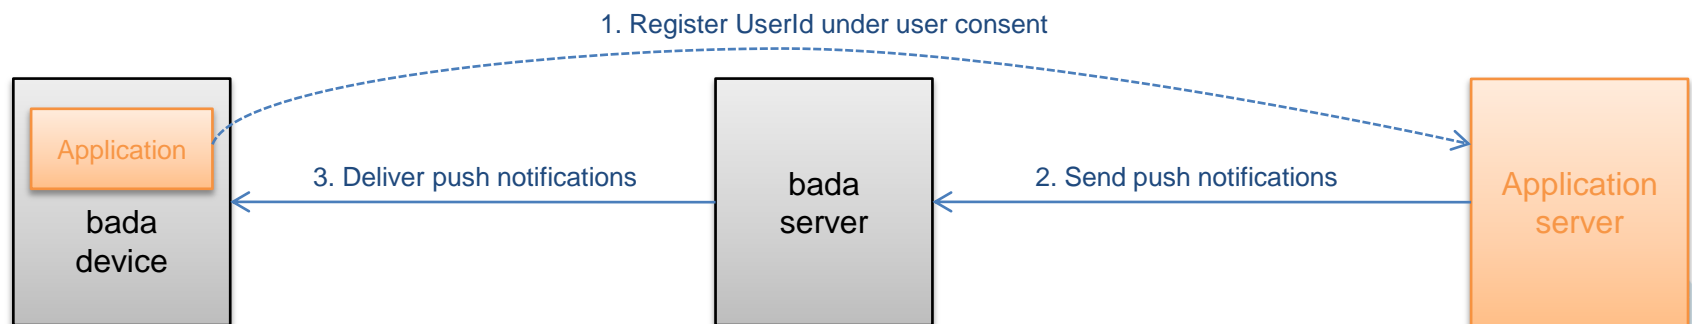 1. Register UserId under user consent
Application
bada
device
3. Deliver push notifications
bada
server
2. Send push notifications
Application
server